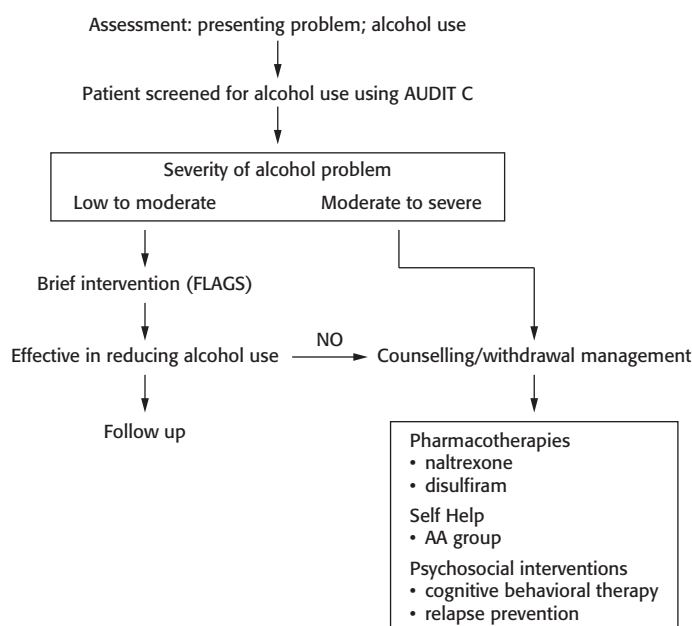 Assessment: presenting problem; alcohol use
Patient screened for alcohol use using AUDIT C
Severity of alcohol problem
Low to moderate Moderate to severe
Brief intervention (FLAGS)
NO
Effective in reducing alcohol use Counselling/withdrawal management
Follow up
Pharmacotherapies
• naltrexone
• disulfiram
Self Help
• AA group
Psychosocial interventions
• cognitive behavioral therapy
• relapse prevention